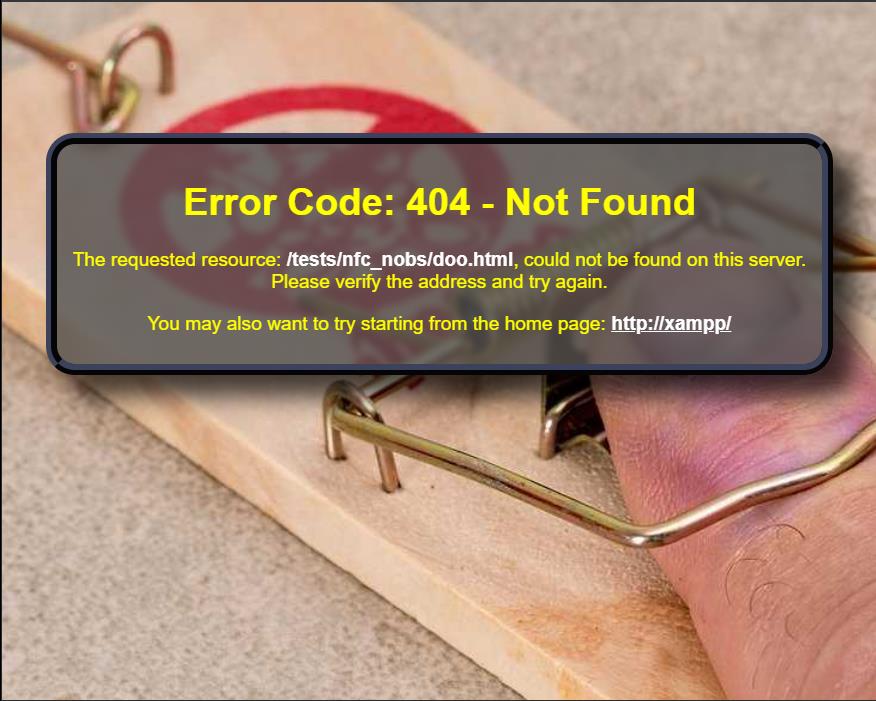 Error Code: 404 - Not Found
The requested resource: /tests/nfc_nobs/doo.html, could not be found on this server.
Please verify the address and try again.
You may also want to try starting from the home page: http://xampp/